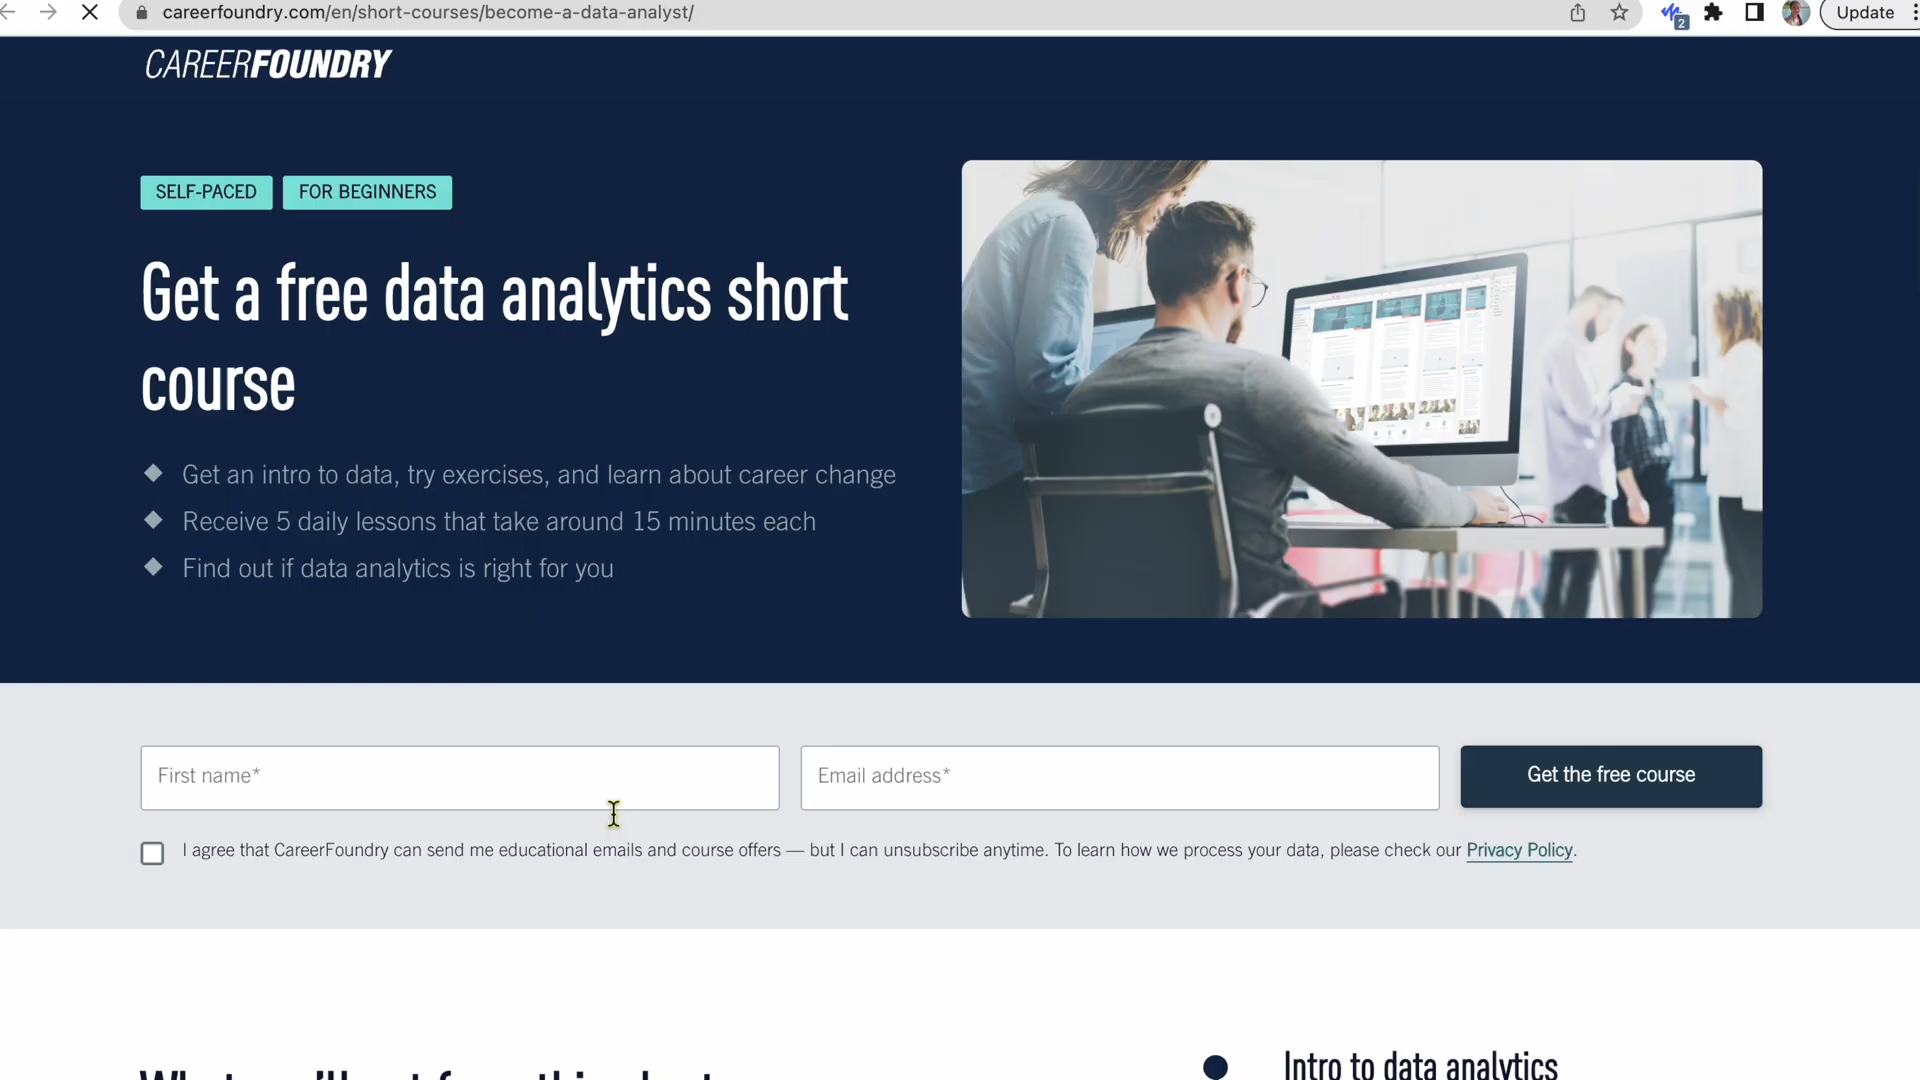 careerfoundry.com/en/short-courses/become-a-data-analyst/
2
Update
CAREERFOUNDRY
SELF-PACED
FOR BEGINNERS
Get a free data analytics short
course
Get an intro to data, try exercises, and learn about career change
Receive 5 daily lessons that take around 15 minutes each
Find out if data analytics is right for you
First name*
Email address*
Get the free course
I agree that CareerFoundry can send me educational emails and course offers — but I can unsubscribe anytime. To learn how we process your data, please check our Privacy Policy.
Intro to data analytics